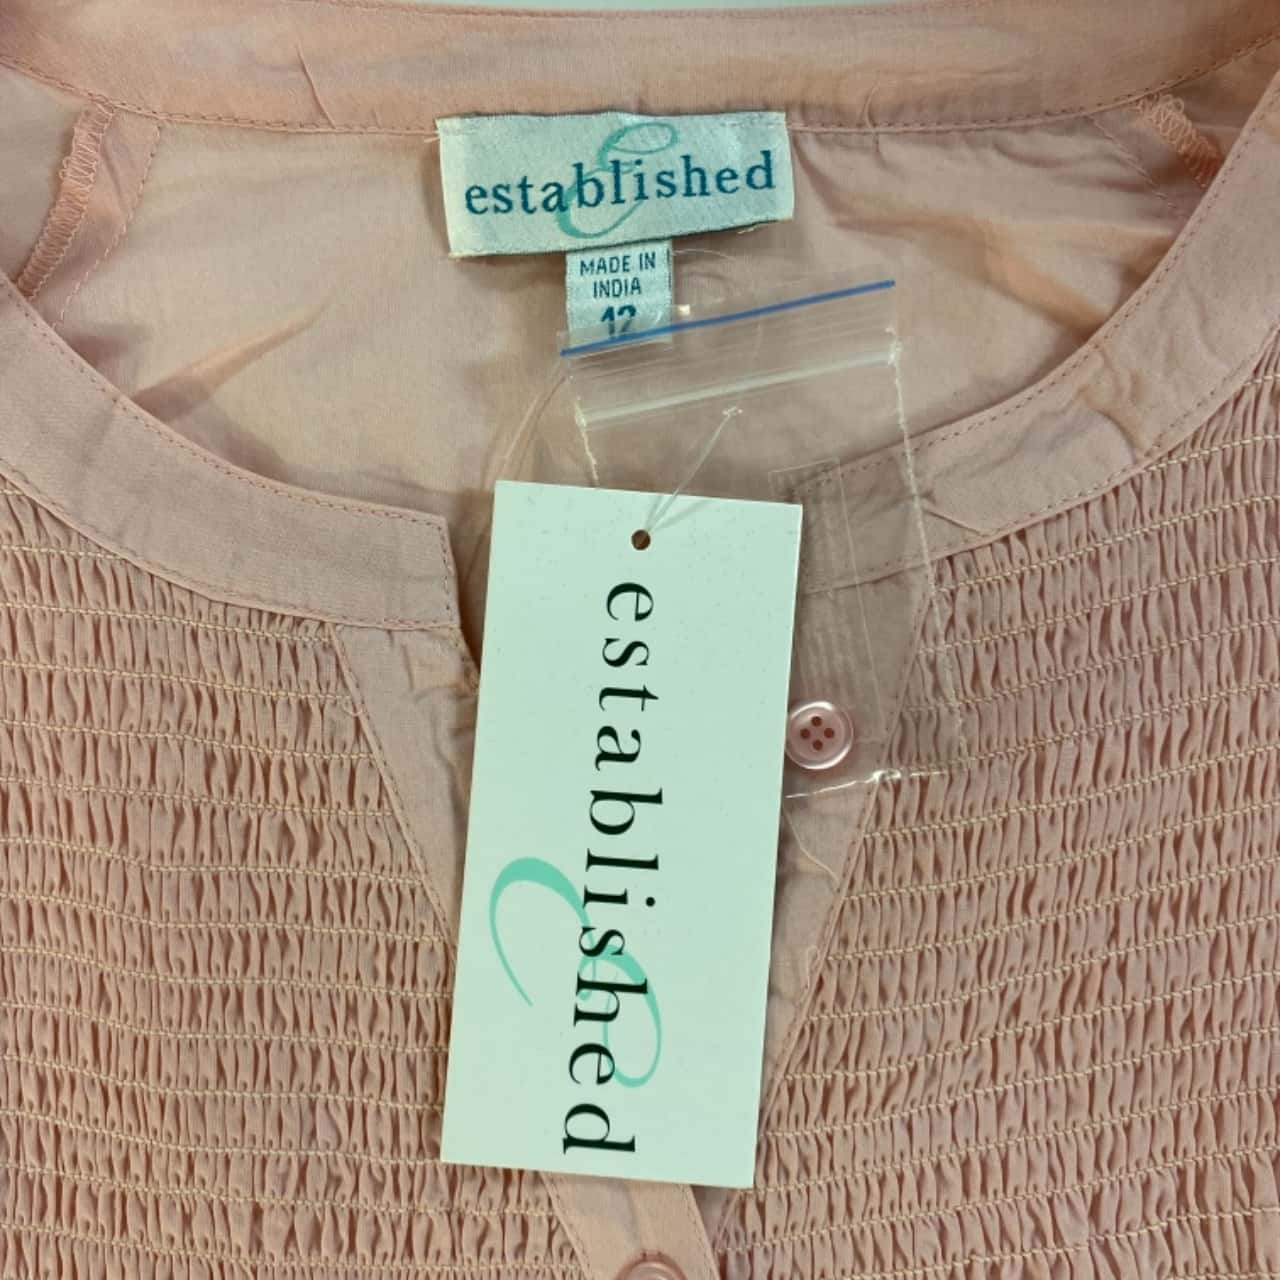 established
MADE IN
INDIA
12
established